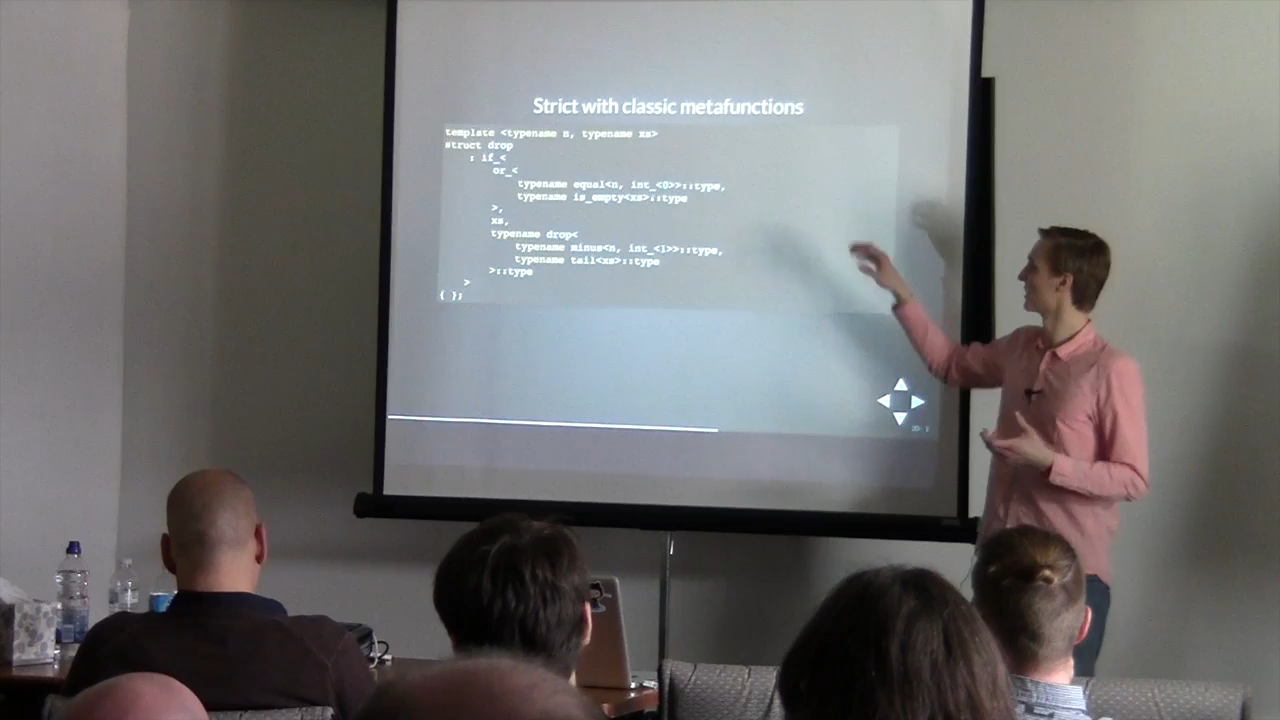 Strict with classic metafunctions
template <typename n, typename xs>
struct drop
: if_<
or_<
typename equal<n, int_<0>>::type,
typename is_empty<xs>::type
>,
xs,
typename drop<
typename minus<n, int_<1>>::type,
typename tail<xs>::type
>::type
>
{ };